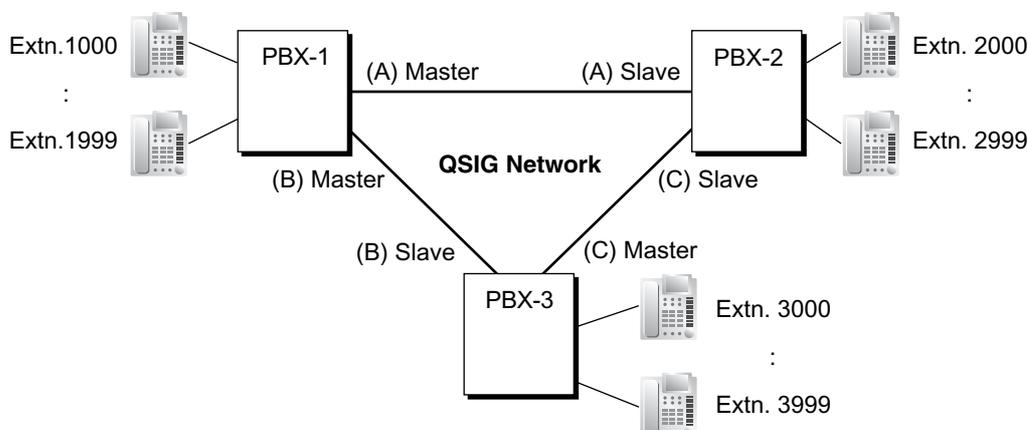 Extn.1000
:
Extn.1999
PBX-1
(A) Master
(A) Slave
PBX-2
Extn. 2000
:
Extn. 2999
QSIG Network
(B) Master
(C) Slave
(B) Slave
(C) Master
PBX-3
Extn. 3000
:
Extn. 3999